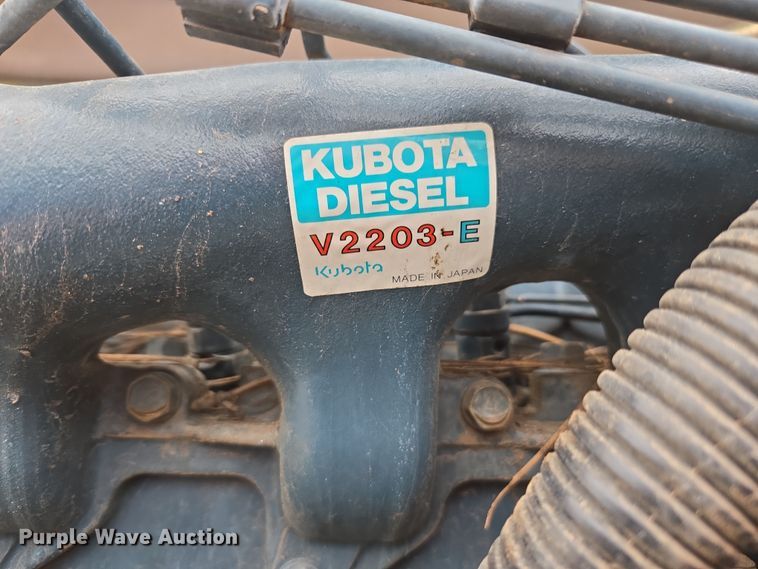 KUBOTA
DIESEL
V2203-E
Kubota
MADE IN JAPAN
Purple Wave Auction